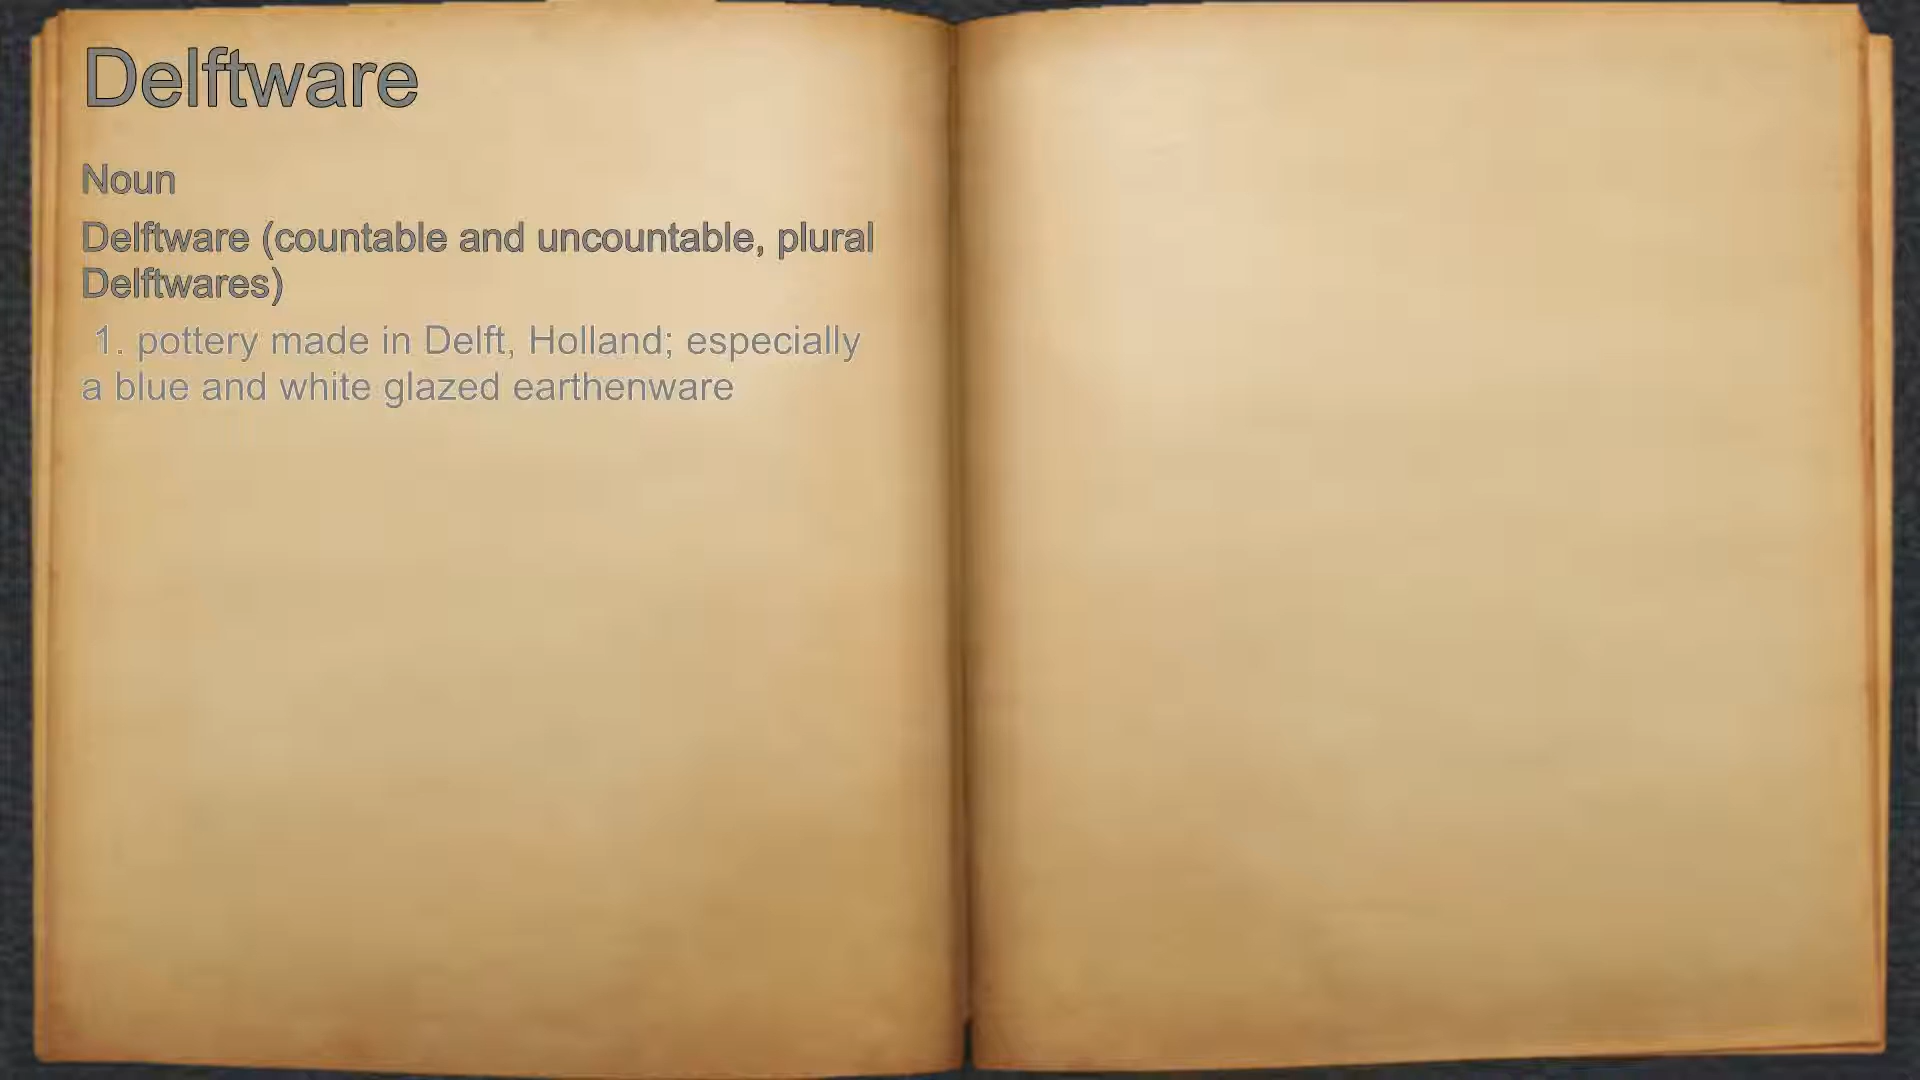 Delftware
Noun
Delftware (countable and uncountable, plural
Delftwares)
1. pottery made in Delft, Holland; especially
a blue and white glazed earthenware